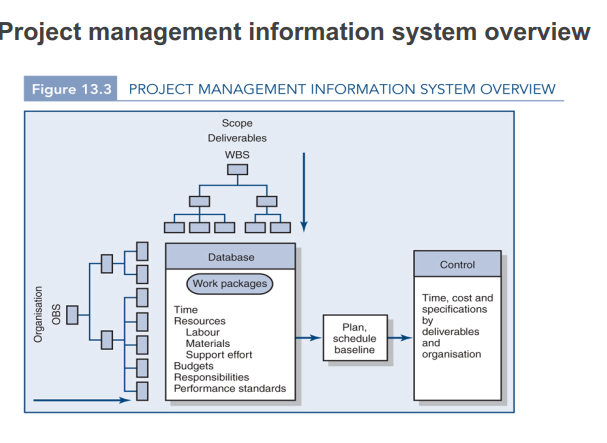 Project management information system overview
Figure 13.3 PROJECT MANAGEMENT INFORMATION SYSTEM OVERVIEW
Scope
Deliverables
WBS
Organisation
OBS
Database
Work packages
Time
Resources
Labour
Materials
Support effort
Budgets
Responsibilities
Performance standards
Plan,
schedule
baseline
Control
Time, cost and
specifications
by
deliverables
and
organisation